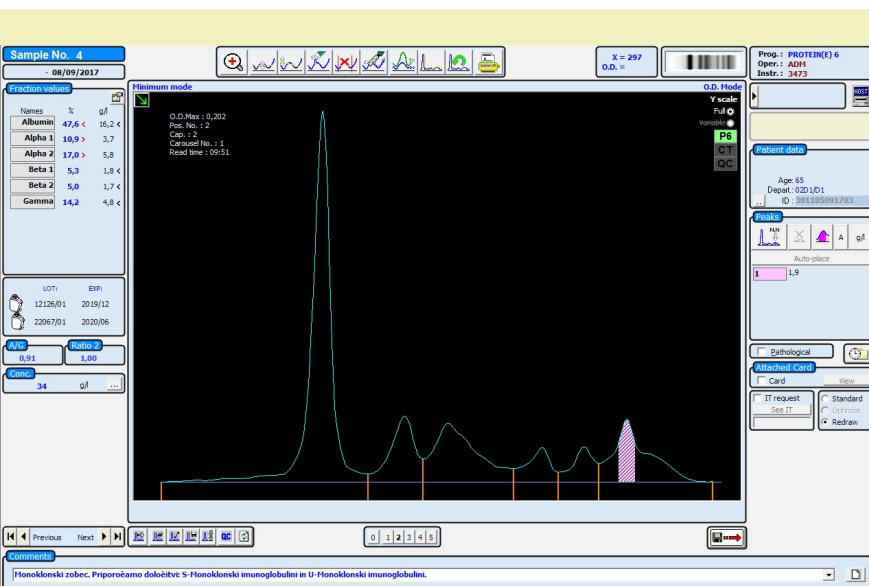 Sample No. 4
- 08/09/2017
X = 297
O.D. =
Prog.: PROTEIN(E) 6
Oper.: ADM
Instr.: 3473
HOST
Fraction values
Names % g/l
Albumin 47,6 < 16,2 <
Alpha 1 10,9 > 3,7
Alpha 2 17,0 > 5,8
Beta 1 5,3 1,8 <
Beta 2 5,0 1,7 <
Gamma 14,2 4,8 <
LOT: EXP:
12126/01 2019/12
22067/01 2020/06
A/G
0,91
Ratio 2
1,00
Conc.
34 g/l ...
Minimum mode
O.D. Mode
O.D.Max : 0,202
Pos. No. : 2
Cap. : 2
Carousel No. : 1
Read time : 09:51
Y scale
Full
Variable
P6
CT
QC
Patient data
Age: 65
Depart.: 02D1/D1
.. ID : 301105091703
Peaks
A g/l
Auto-place
1 1,9
Pathological
Attached Card
Card View
IT request
See IT
Standard
Optimize
Redraw
Previous Next
QC
0 1 2 3 4 5
Comments
Monoklonski zobec. Priporočamo določitvi: S-Monoklonski imunoglobulini in U-Monoklonski imunoglobulini.